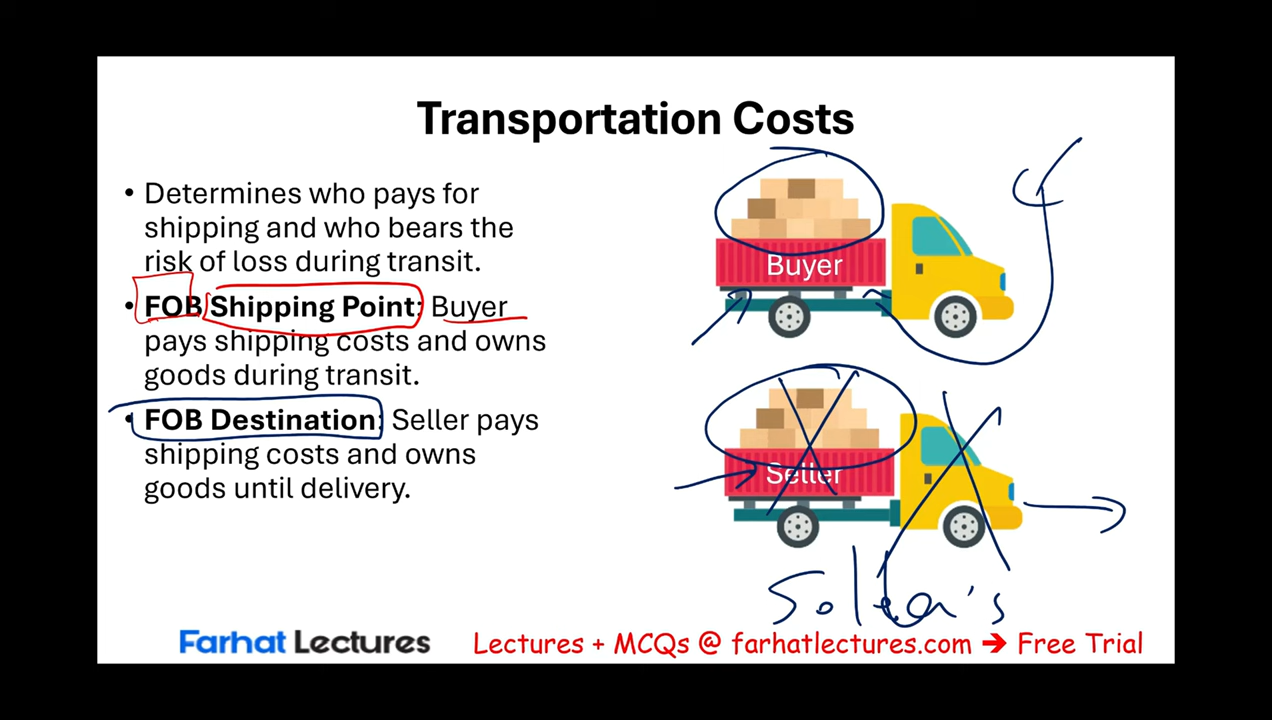 Transportation Costs
• Determines who pays for
shipping and who bears the
risk of loss during transit.
• FOB Shipping Point: Buyer
pays shipping costs and owns
goods during transit.
• FOB Destination: Seller pays
shipping costs and owns
goods until delivery.
Buyer
Seller
Farhat Lectures
Lectures + MCQs @ farhatlectures.com → Free Trial